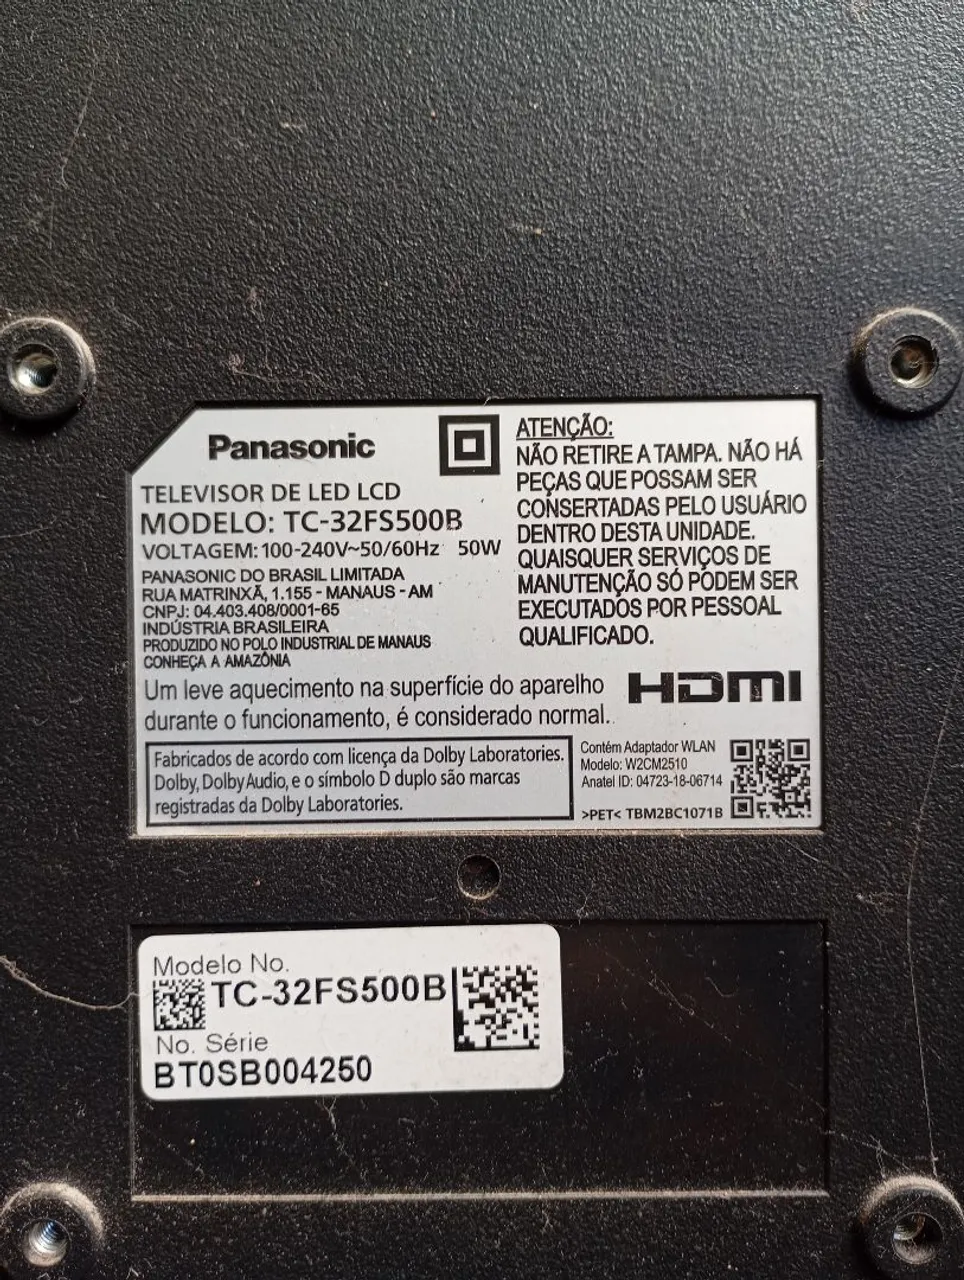 Panasonic
TELEVISOR DE LED LCD
MODELO: TC-32FS500B
VOLTAGEM: 100-240V~50/60Hz 50W
PANASONIC DO BRASIL LIMITADA
RUA MATRINXÃ, 1.155 - MANAUS - AM
CNPJ: 04.403.408/0001-65
INDÚSTRIA BRASILEIRA
PRODUZIDO NO POLO INDUSTRIAL DE MANAUS
CONHEÇA A AMAZÔNIA
ATENÇÃO:
NÃO RETIRE A TAMPA. NÃO HÁ
PEÇAS QUE POSSAM SER
CONSERTADAS PELO USUÁRIO
DENTRO DESTA UNIDADE.
QUAISQUER SERVIÇOS DE
MANUTENÇÃO SÓ PODEM SER
EXECUTADOS POR PESSOAL
QUALIFICADO.
Um leve aquecimento na superfície do aparelho
durante o funcionamento, é considerado normal.
HDMI
Fabricados de acordo com licença da Dolby Laboratories.
Dolby, Dolby Audio, e o símbolo D duplo são marcas
registradas da Dolby Laboratories.
Contém Adaptador WLAN
Modelo: W2CM2510
Anatel ID: 04723-18-06714
>PET< TBM2BC1071B
Modelo No.
TC-32FS500B
No. Série
BT0SB004250